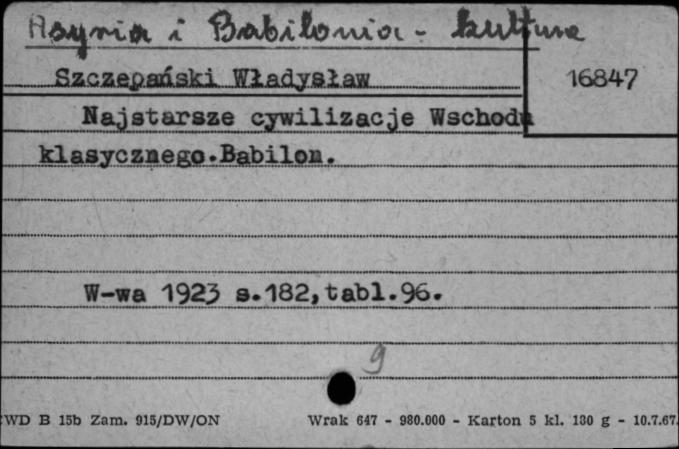 Asyria i Babilonia - kultura
Szczepański Władysław
16847
Najstarsze cywilizacje Wschodu
klasycznego.Babilon.
W-wa 1923 s.182,tabl.96.
9
WD B 15b Zam. 915/DW/ON Wrak 647 - 980.000 - Karton 5 kl. 130 g - 10.7.67.